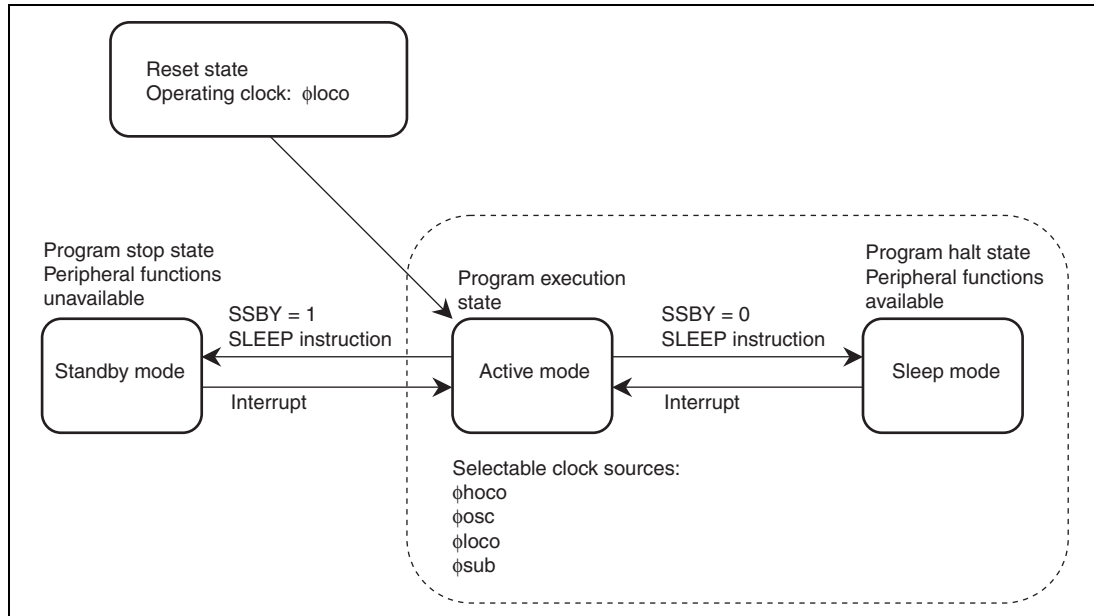 Reset state
Operating clock: ϕloco
Program stop state
Peripheral functions
unavailable
Program execution
state
Program halt state
Peripheral functions
available
SSBY = 1
SLEEP instruction
SSBY = 0
SLEEP instruction
Standby mode
Active mode
Sleep mode
Interrupt
Interrupt
Selectable clock sources:
ϕhoco
ϕosc
ϕloco
ϕsub